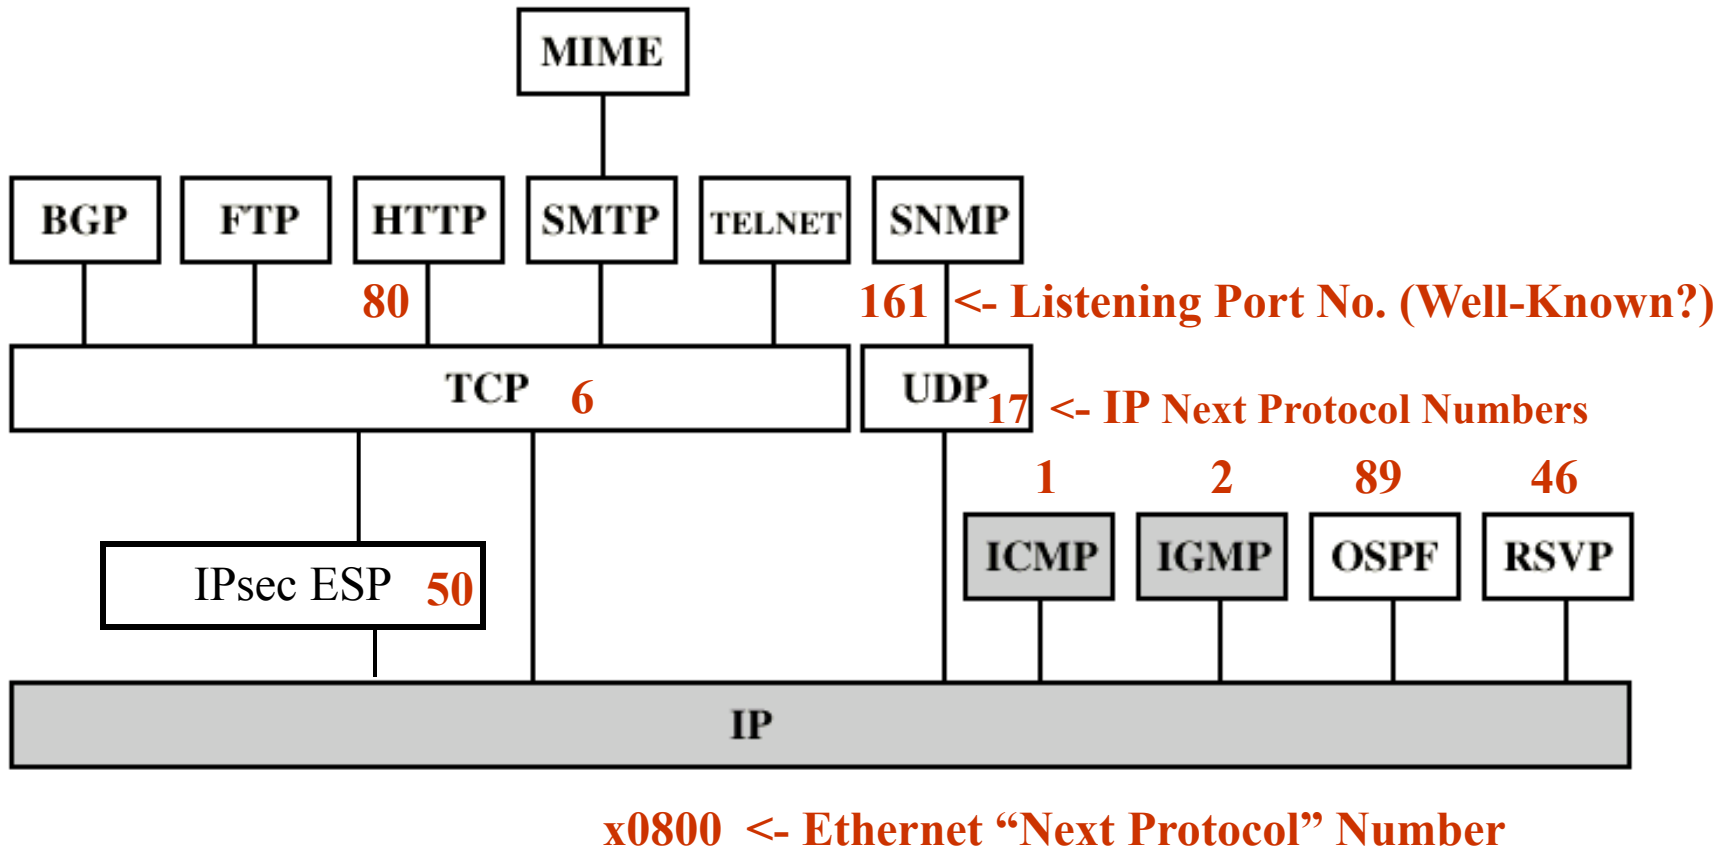 MIME
BGP FTP HTTP SMTP TELNET SNMP
80 161 <- Listening Port No. (Well-Known?)
TCP 6 UDP 17 <- IP Next Protocol Numbers
1 2 89 46
ICMP IGMP OSPF RSVP
IPsec ESP 50
IP
x0800 <- Ethernet “Next Protocol” Number